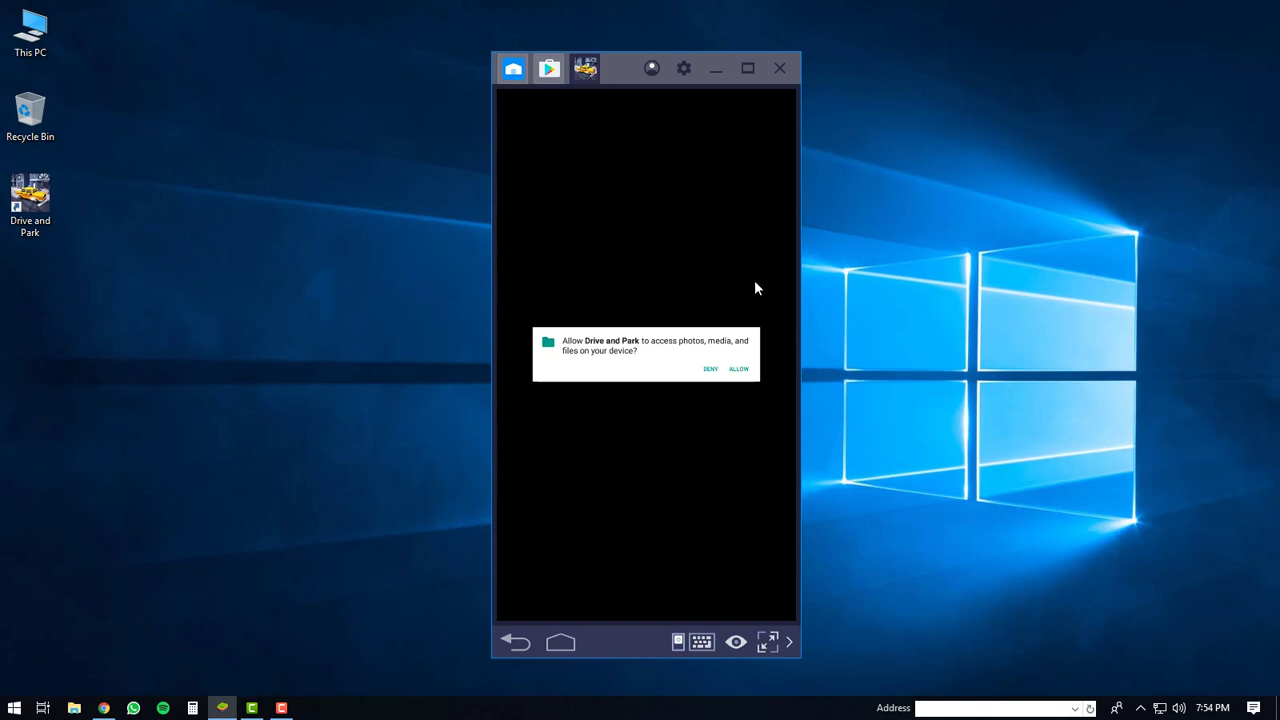 This PC
Recycle Bin
Drive and
Park
Allow Drive and Park to access photos, media, and
files on your device?
DENY ALLOW
Address
7:54 PM